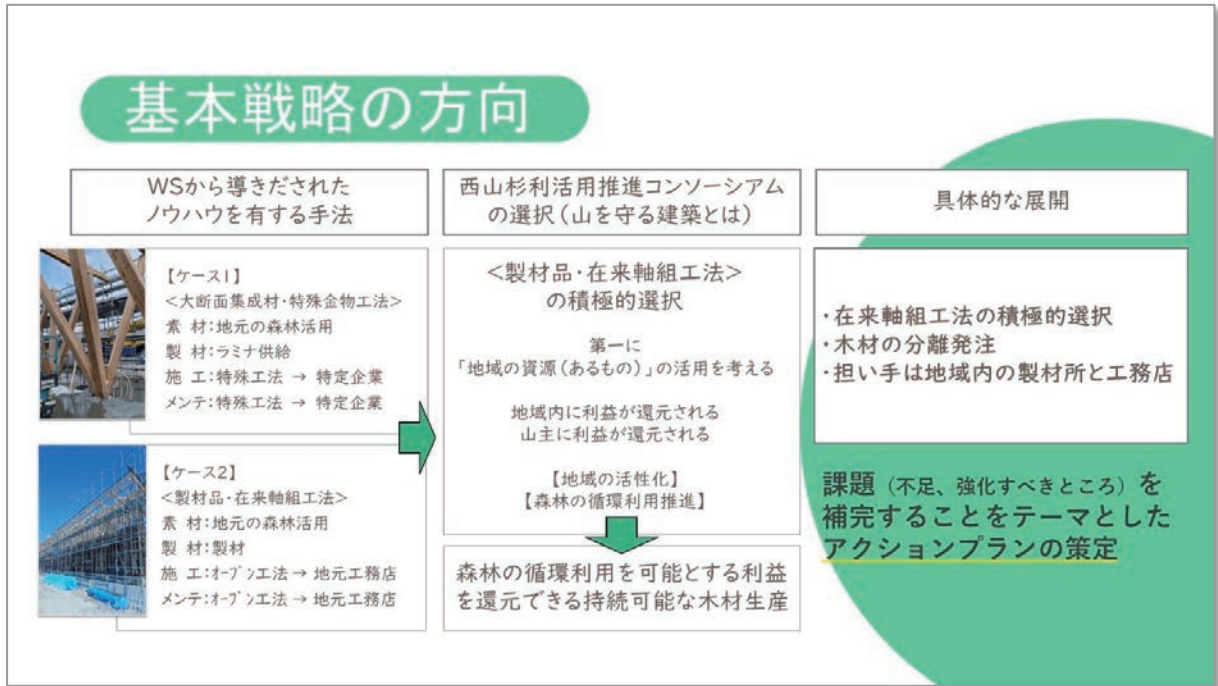 基本戦略の方向
WSから導きだされた
ノウハウを有する手法
【ケース1】
<大断面集成材・特殊金物工法>
素 材:地元の森林活用
製 材:ラミナ供給
施 工:特殊工法 → 特定企業
メンテ:特殊工法 → 特定企業
【ケース2】
<製材品・在来軸組工法>
素 材:地元の森林活用
製 材:製材
施 工:オープン工法 → 地元工務店
メンテ:オープン工法 → 地元工務店
西山杉利活用推進コンソーシアム
の選択(山を守る建築とは)
<製材品・在来軸組工法>
の積極的選択
第一に
「地域の資源(あるもの)」の活用を考える
地域内に利益が還元される
山主に利益が還元される
【地域の活性化】
【森林の循環利用推進】
森林の循環利用を可能とする利益
を還元できる持続可能な木材生産
具体的な展開
・在来軸組工法の積極的選択
・木材の分離発注
・担い手は地域内の製材所と工務店
課題(不足、強化すべきところ)を
補完することをテーマとした
アクションプランの策定